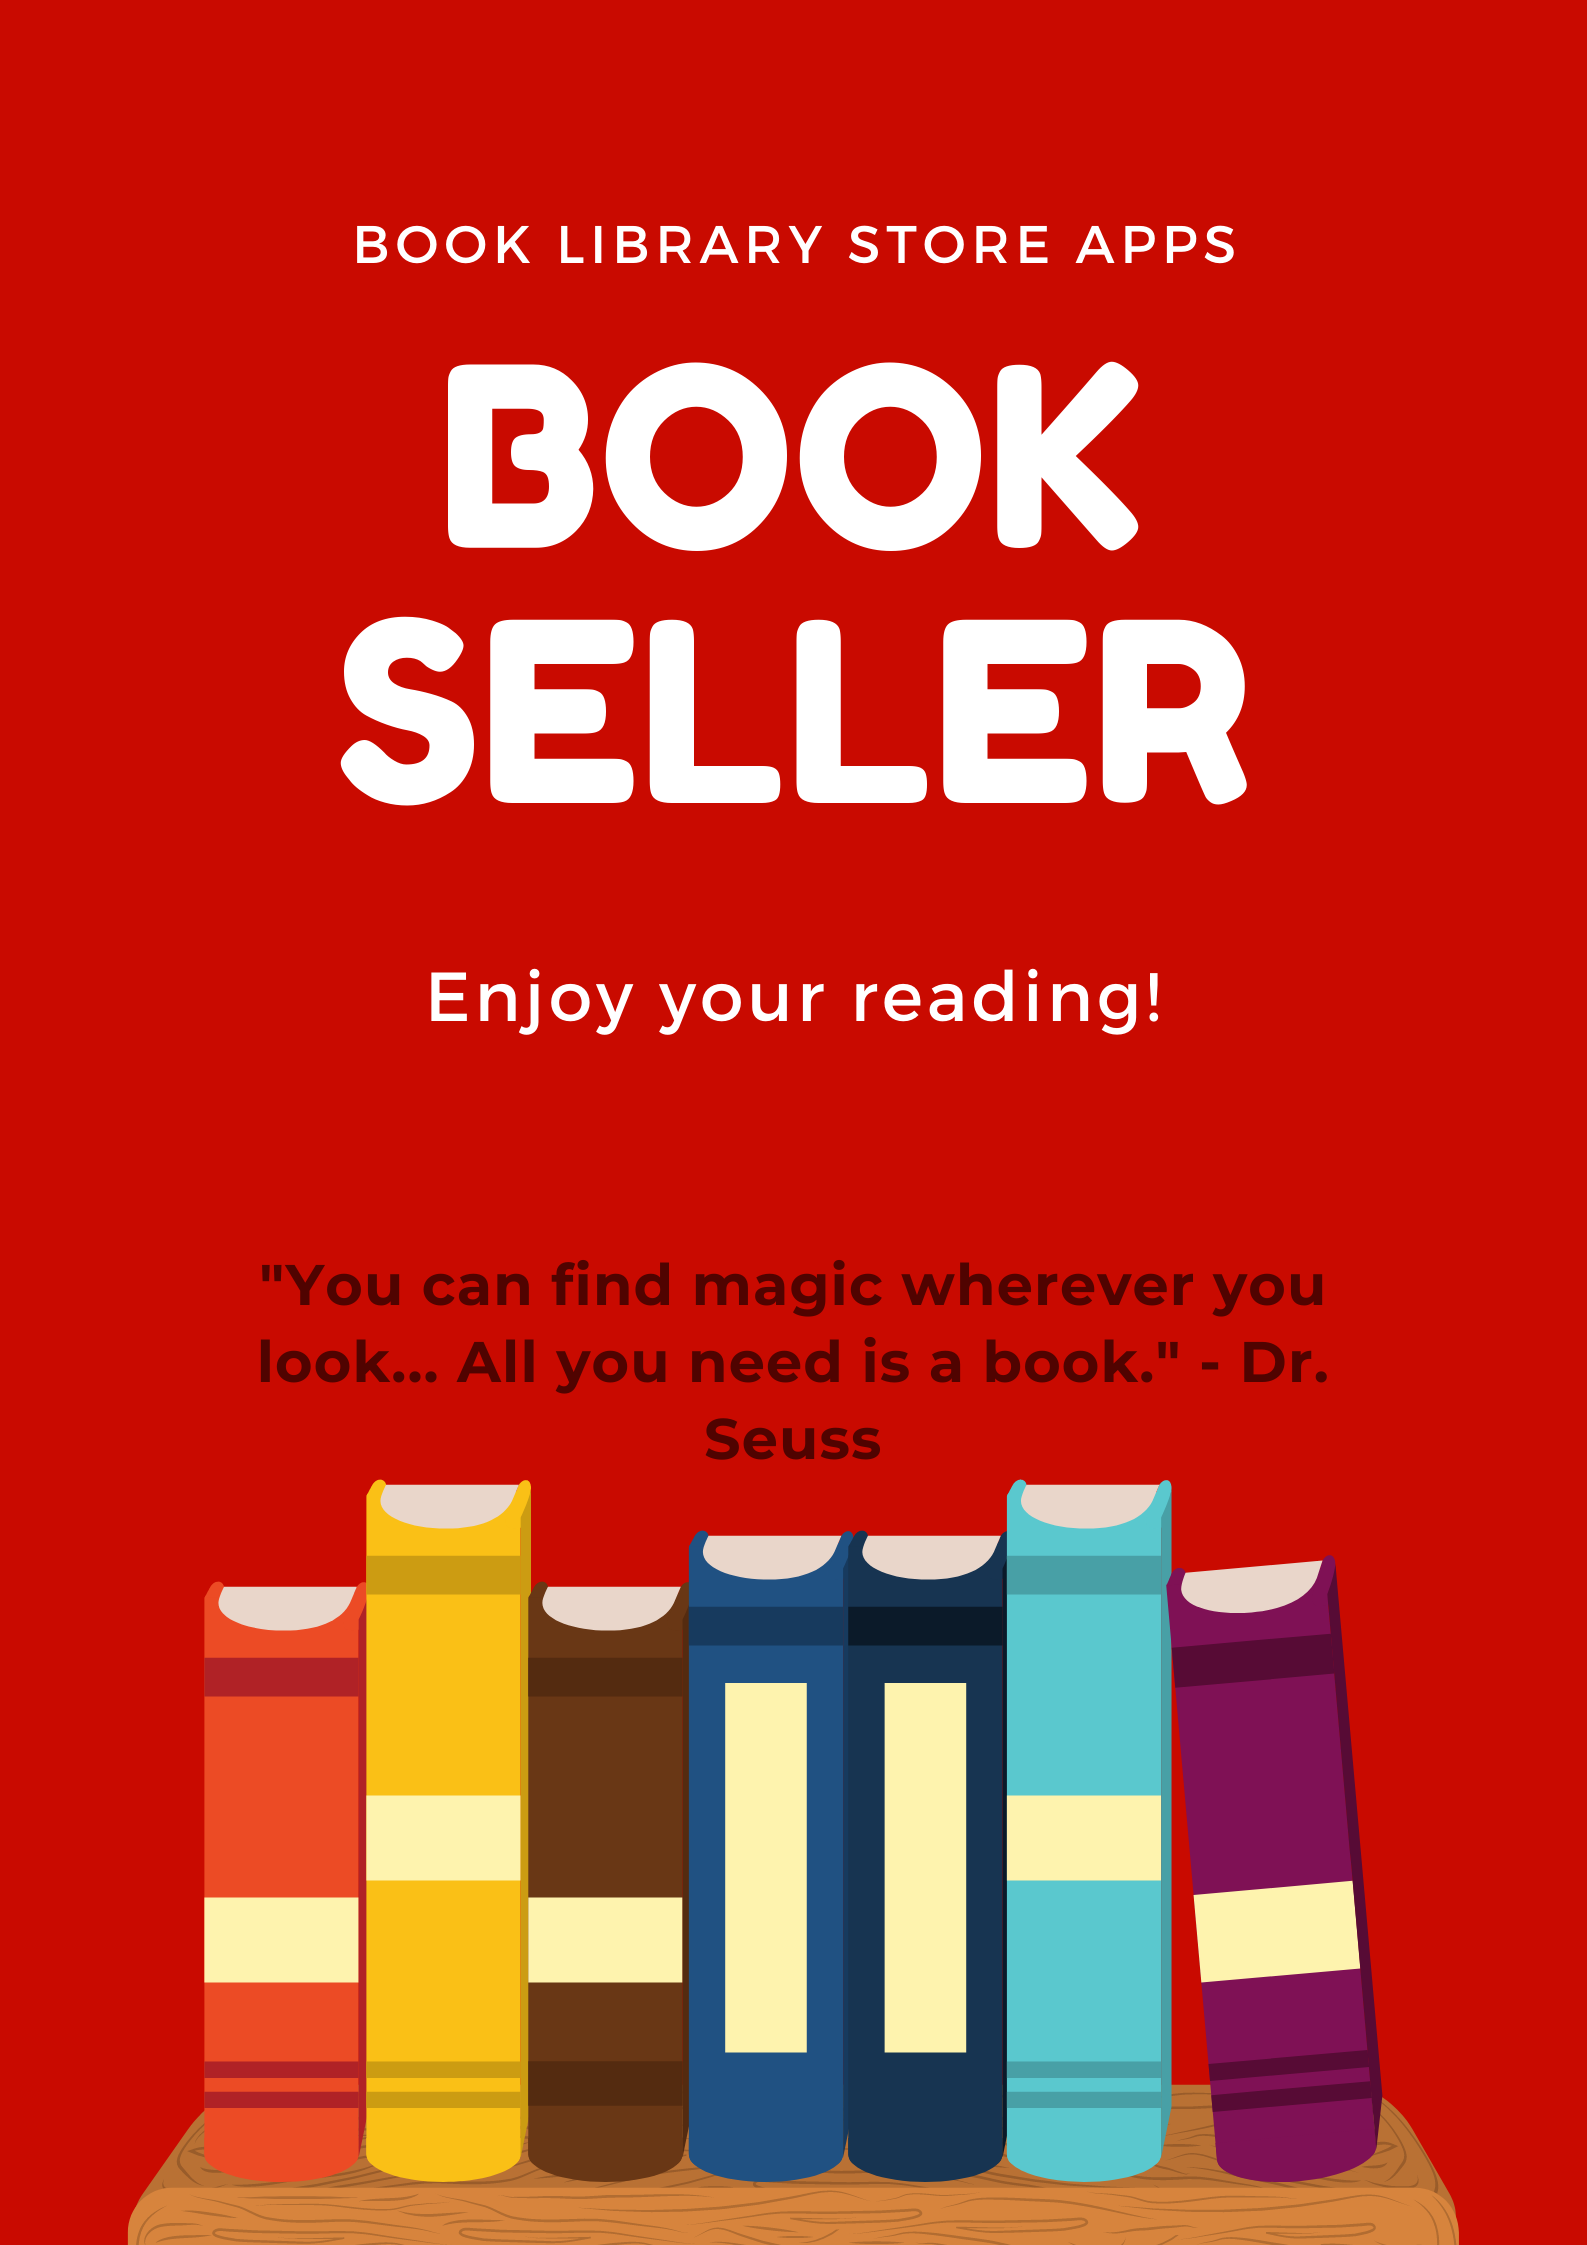 BOOK LIBRARY STORE APPS
BOOK
SELLER
Enjoy your reading!
"You can find magic wherever you
look... All you need is a book." - Dr.
Seuss